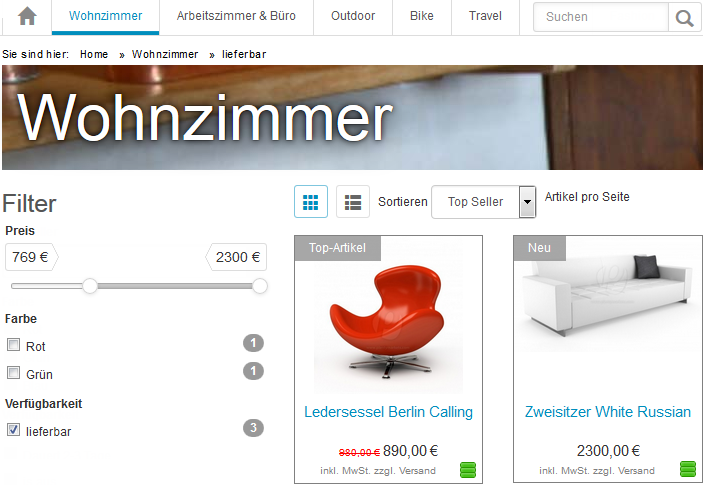 Wohnzimmer Arbeitszimmer & Büro Outdoor Bike Travel Suchen
Sie sind hier: Home » Wohnzimmer » lieferbar
Wohnzimmer
Filter
Preis
769 € 2300 €
Farbe
Rot 1
Grün 1
Verfügbarkeit
lieferbar 3
Sortieren Top Seller Artikel pro Seite
Top-Artikel
Ledersessel Berlin Calling
980,00 € 890,00 €
inkl. MwSt. zzgl. Versand
Neu
Zweisitzer White Russian
2300,00 €
inkl. MwSt. zzgl. Versand